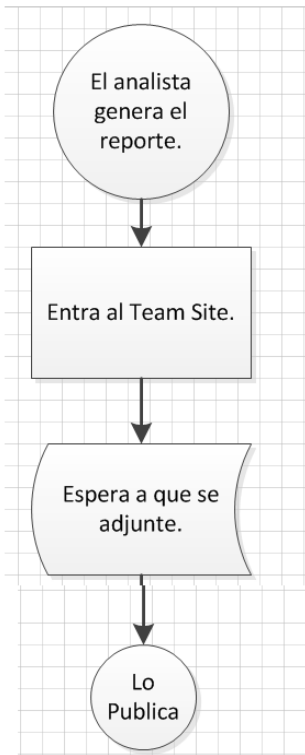 El analista
genera el
reporte.
Entra al Team Site.
Espera a que se
adjunte.
Lo
Publica